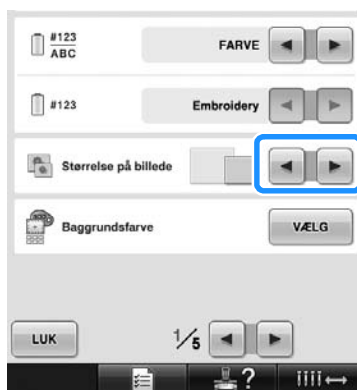 #123
ABC
FARVE
#123
Embroidery
Størrelse på billede
Baggrundsfarve
VÆLG
LUK
1/5
?